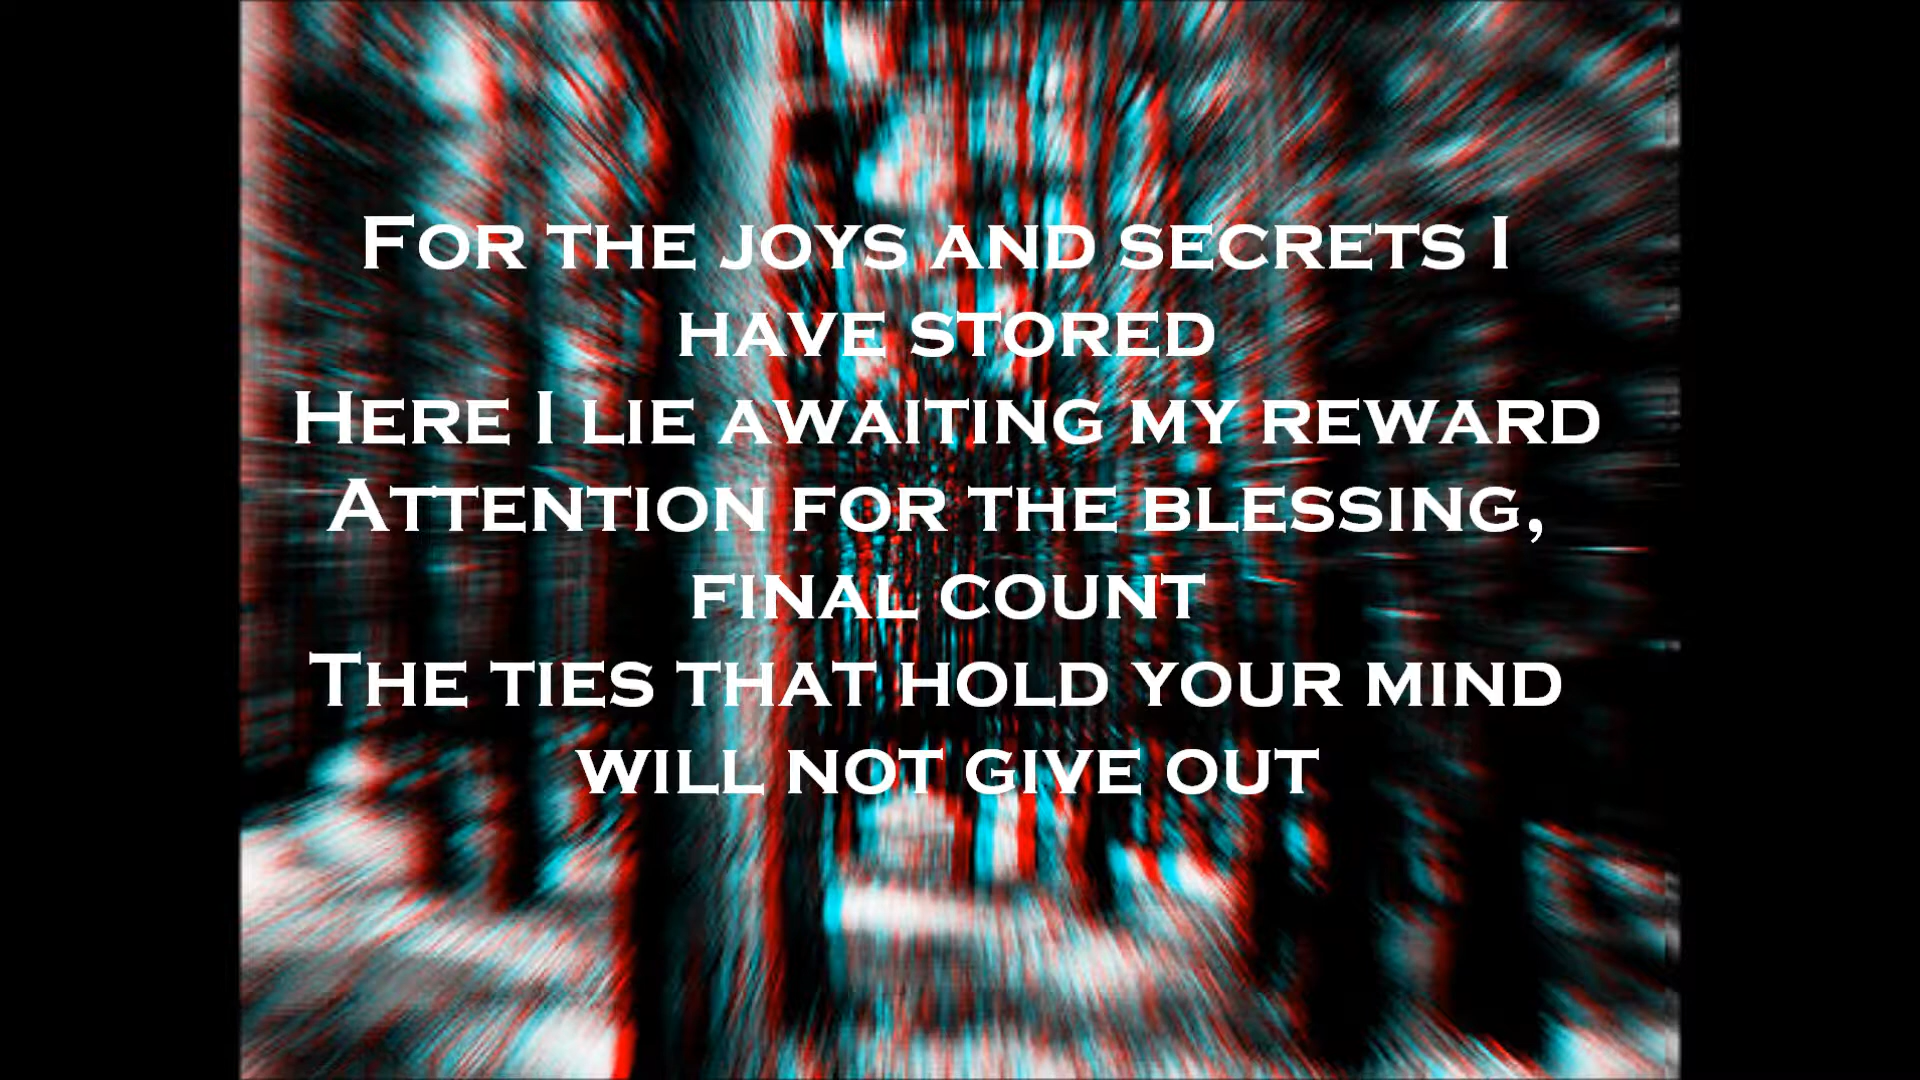 For the joys and secrets I
have stored
Here I lie awaiting my reward
Attention for the blessing,
final count
The ties that hold your mind
will not give out